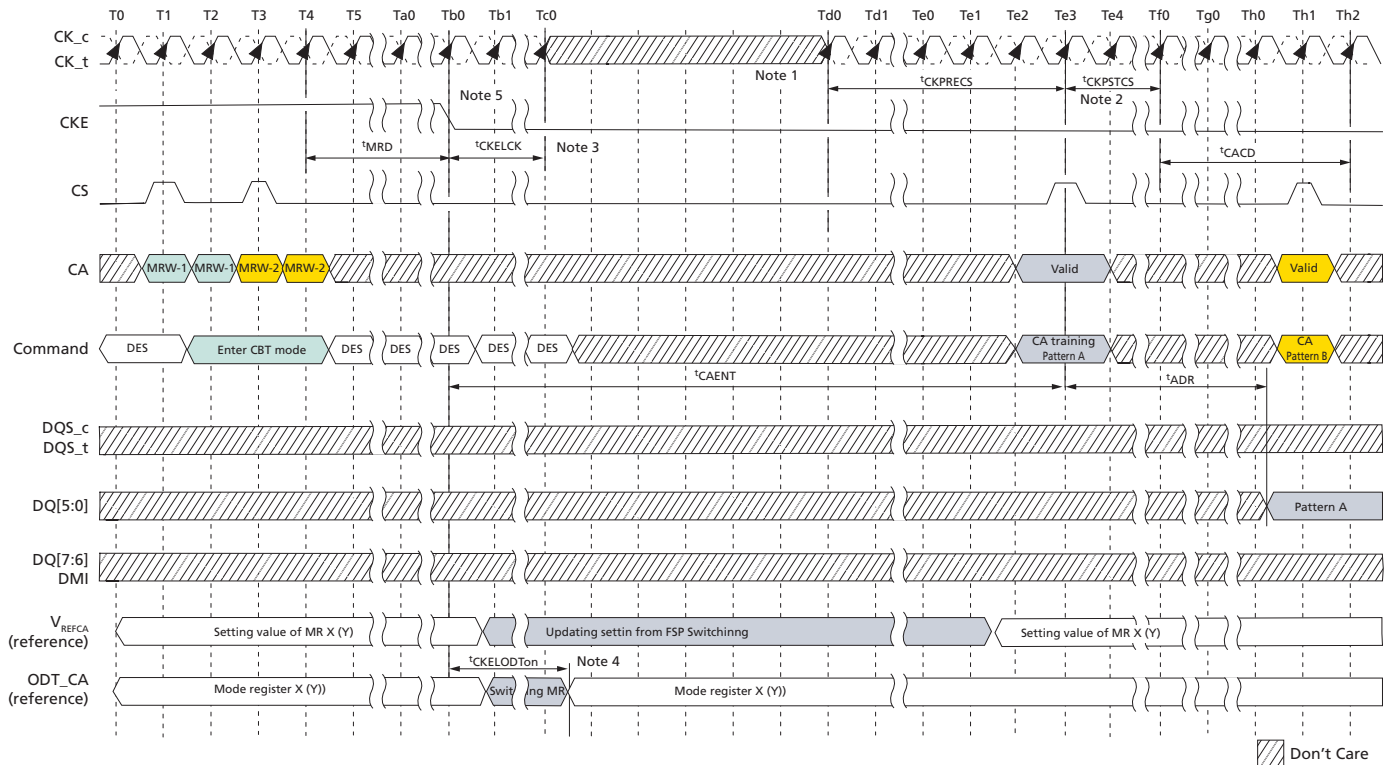 T0 T1 T2 T3 T4 T5 Ta0 Tb0 Tb1 Tc0 Td0 Td1 Te0 Te1 Te2 Te3 Te4 Tf0 Tg0 Th0 Th1 Th2
CK_c
CK_t
Note 1
tCKPRECS
tCKPSTCS
Note 2
Note 5
CKE
tMRD
tCKELCK
Note 3
tCACD
CS
CA
MRW-1 MRW-1 MRW-2 MRW-2 Valid Valid
Command
DES Enter CBT mode DES DES DES DES DES
CA training
Pattern A
CA
Pattern B
tCAENT
tADR
DQS_c
DQS_t
DQ[5:0]
Pattern A
DQ[7:6]
DMI
VREFCA
(reference)
Setting value of MR X (Y) Updating settin from FSP Switchinng Setting value of MR X (Y)
tCKELODTon
Note 4
ODT_CA
(reference)
Mode register X (Y)) Swit ng MR Mode register X (Y))
Don't Care